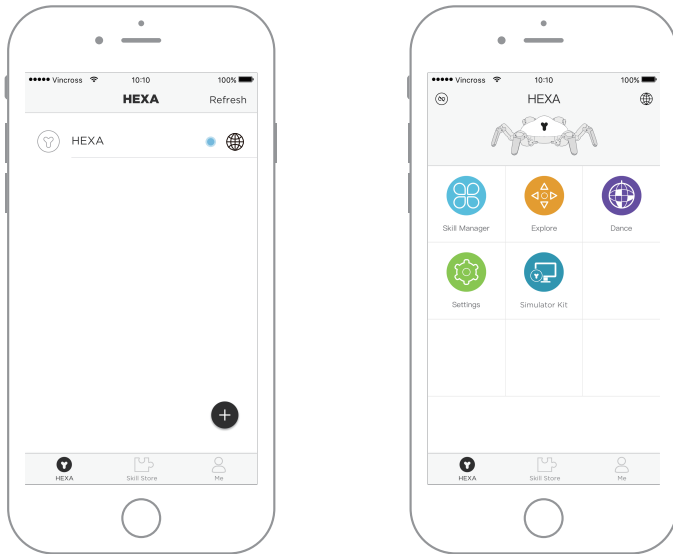 Vincross 10:10 100%
HEXA Refresh
HEXA
HEXA Skill Store Me
Vincross 10:10 100%
HEXA
Skill Manager Explore Dance
Settings Simulator Kit
HEXA Skill Store Me